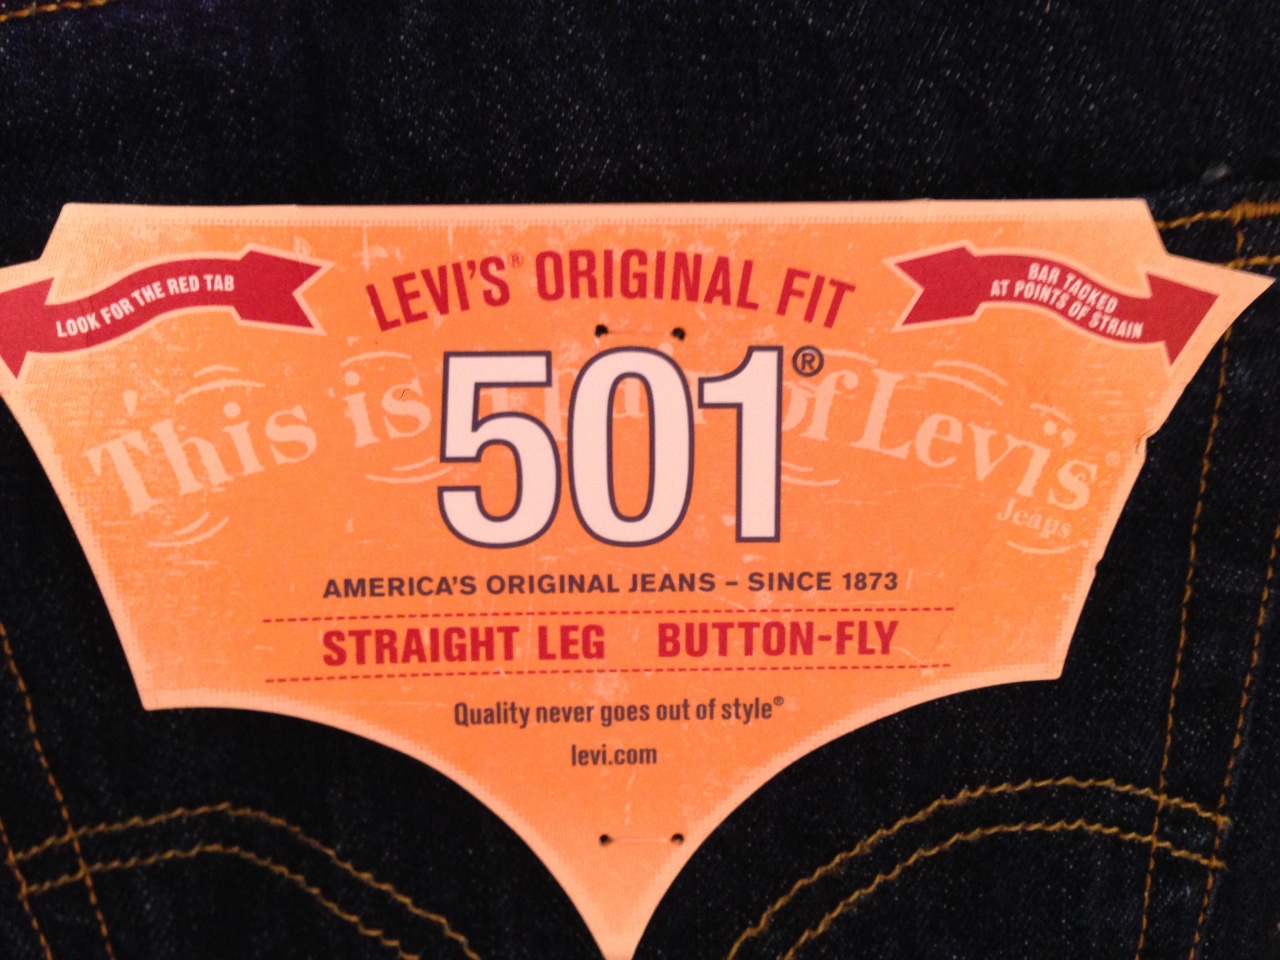 LOOK FOR THE RED TAB
LEVI'S® ORIGINAL FIT
BAR TACKED
AT POINTS OF STRAIN
501®
This is a pair of Levi's®
Jeans
AMERICA'S ORIGINAL JEANS – SINCE 1873
STRAIGHT LEG BUTTON-FLY
Quality never goes out of style®
levi.com